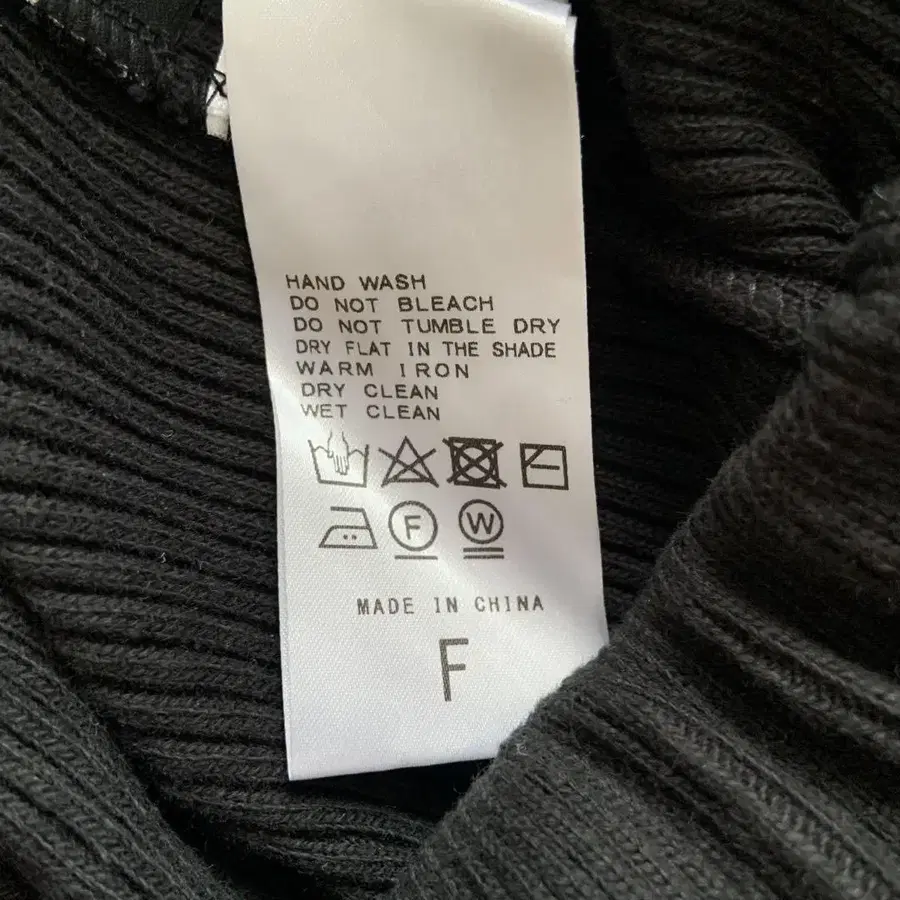 HAND WASH
DO NOT BLEACH
DO NOT TUMBLE DRY
DRY FLAT IN THE SHADE
WARM IRON
DRY CLEAN
WET CLEAN
F W
MADE IN CHINA
F